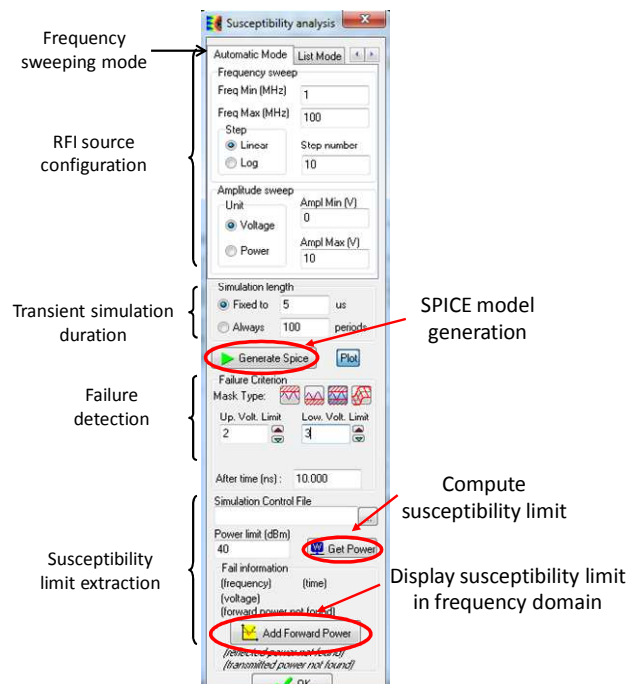 Susceptibility analysis
Frequency
sweeping mode
Automatic Mode
List Mode
Frequency sweep
Freq Min (MHz)
1
Freq Max (MHz)
100
Step
Linear
Step number
Log
10
RFI source
configuration
Amplitude sweep
Unit
Ampl Min (V)
0
Voltage
Ampl Max (V)
Power
10
Simulation length
Fixed to 5 us
Always 100 periods
Transient simulation
duration
SPICE model
generation
Generate Spice
Plot
Failure Criterion
Mask Type:
Up. Volt. Limit
Low. Volt. Limit
2
3
After time (ns) : 10.000
Failure
detection
Simulation Control File
...
Compute
susceptibility limit
Power limit (dBm)
40
Get Power
Fail information
(frequency) (time)
(voltage)
(forward power not found)
Susceptibility
limit extraction
Display susceptibility limit
in frequency domain
Add Forward Power
(reflected power not found)
(transmitted power not found)
OK